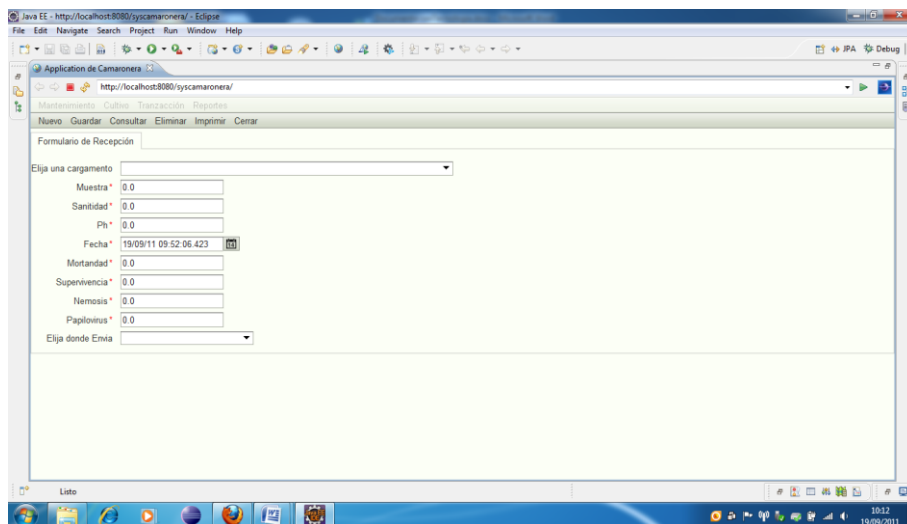 Java EE - http://localhost:8080/syscamaronera/ - Eclipse
File Edit Navigate Search Project Run Window Help
JPA Debug
Application de Camaronera
http://localhost:8080/syscamaronera/
Mantenimiento Cultivo Tranzacción Reportes
Nuevo Guardar Consultar Eliminar Imprimir Cerrar
Formulario de Recepción
Elija una cargamento
Muestra * 0.0
Sanitidad * 0.0
Ph * 0.0
Fecha * 19/09/11 09:52:06.423
Mortandad * 0.0
Supervivencia * 0.0
Nemosis * 0.0
Papilovirus * 0.0
Elija donde Envia
Listo
10:12
19/09/2011